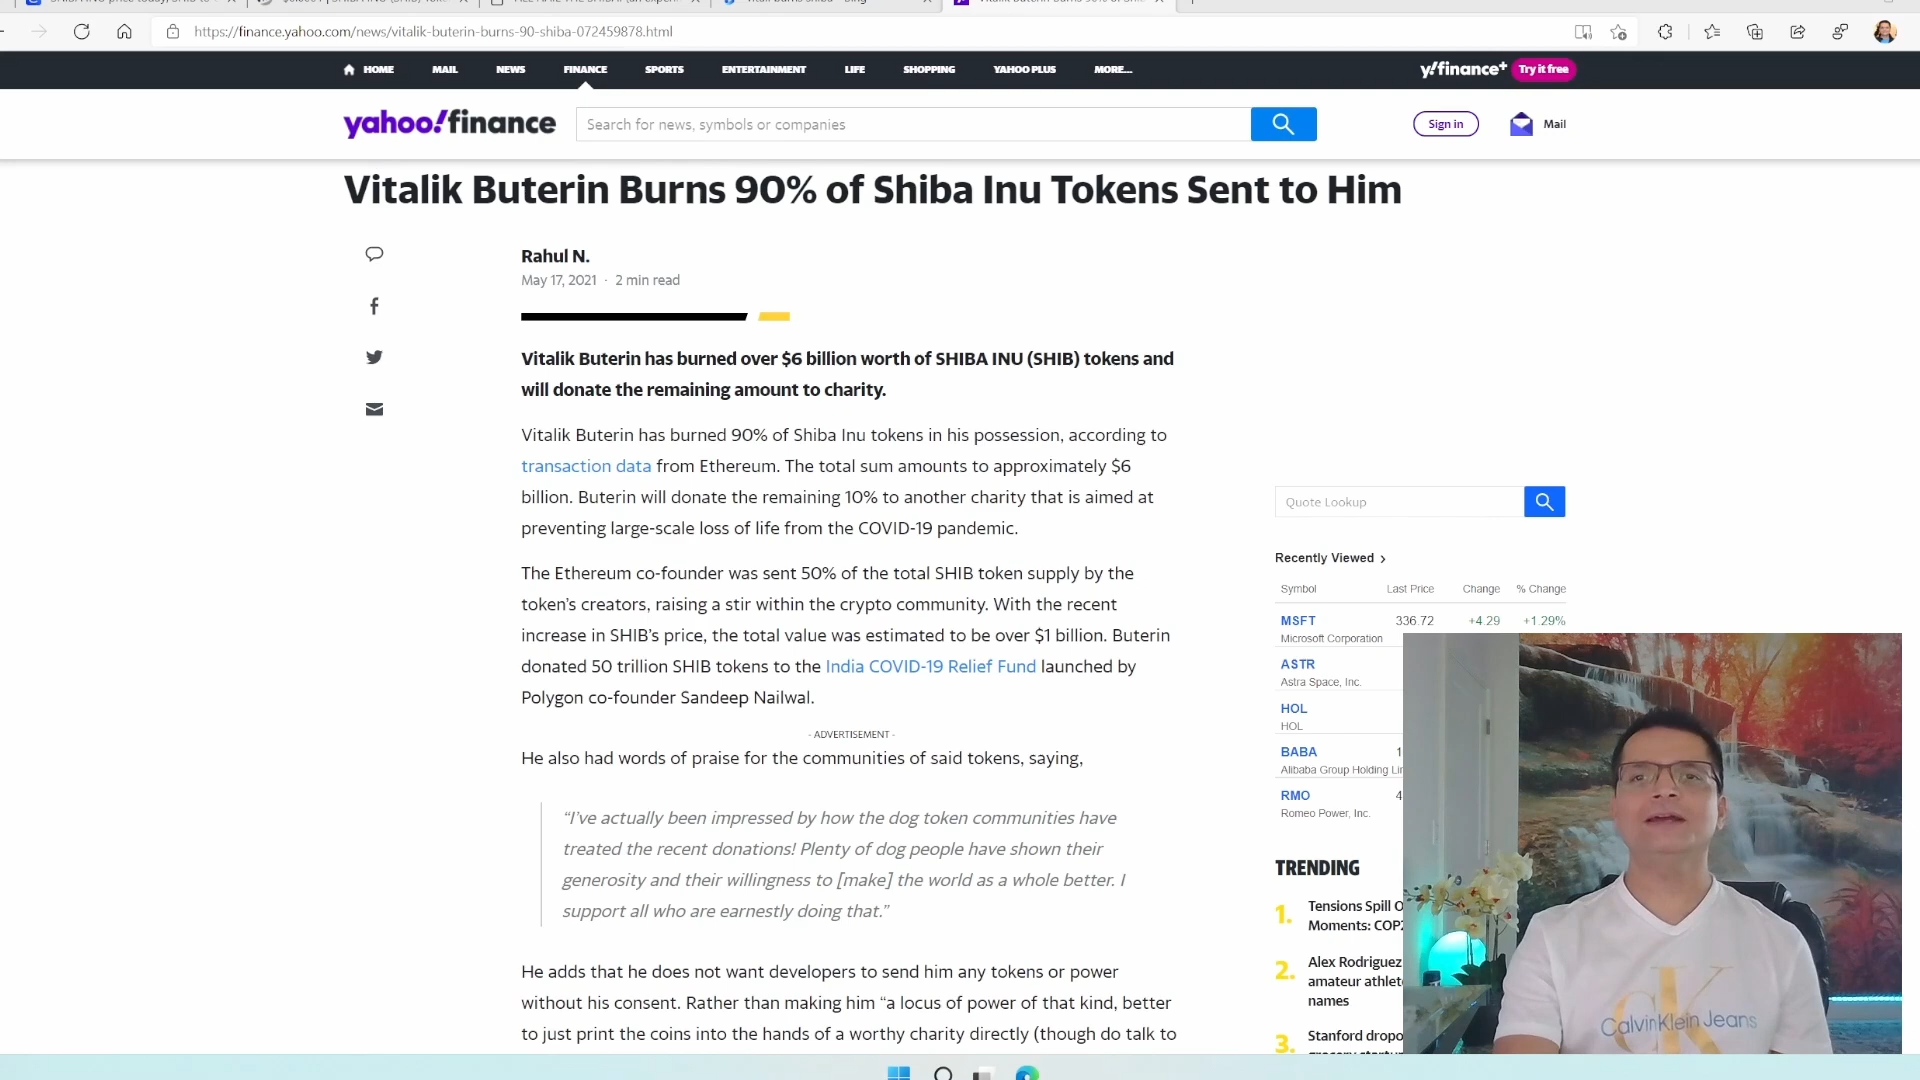 https://finance.yahoo.com/news/vitalik-buterin-burns-90-shiba-072459878.html
HOME MAIL NEWS FINANCE SPORTS ENTERTAINMENT LIFE SHOPPING YAHOO PLUS MORE...
y!finance+ Try it free
yahoo!finance
Search for news, symbols or companies
Sign in
Mail
Vitalik Buterin Burns 90% of Shiba Inu Tokens Sent to Him
Rahul N.
May 17, 2021 · 2 min read
Vitalik Buterin has burned over $6 billion worth of SHIBA INU (SHIB) tokens and
will donate the remaining amount to charity.
Vitalik Buterin has burned 90% of Shiba Inu tokens in his possession, according to
transaction data from Ethereum. The total sum amounts to approximately $6
billion. Buterin will donate the remaining 10% to another charity that is aimed at
preventing large-scale loss of life from the COVID-19 pandemic.
The Ethereum co-founder was sent 50% of the total SHIB token supply by the
token’s creators, raising a stir within the crypto community. With the recent
increase in SHIB’s price, the total value was estimated to be over $1 billion. Buterin
donated 50 trillion SHIB tokens to the India COVID-19 Relief Fund launched by
Polygon co-founder Sandeep Nailwal.
- ADVERTISEMENT -
He also had words of praise for the communities of said tokens, saying,
“I’ve actually been impressed by how the dog token communities have
treated the recent donations! Plenty of dog people have shown their
generosity and their willingness to [make] the world as a whole better. I
support all who are earnestly doing that.”
He adds that he does not want developers to send him any tokens or power
without his consent. Rather than making him “a locus of power of that kind, better
to just print the coins into the hands of a worthy charity directly (though do talk to
Quote Lookup
Recently Viewed >
Symbol Last Price Change % Change
MSFT 336.72 +4.29 +1.29%
Microsoft Corporation
ASTR
Astra Space, Inc.
HOL
HOL
BABA 1
Alibaba Group Holding Lir
RMO 4
Romeo Power, Inc.
TRENDING
1. Tensions Spill O
Moments: COP2
2. Alex Rodriguez
amateur athlet
names
3. Stanford dropo
CK
Calvin Klein Jeans